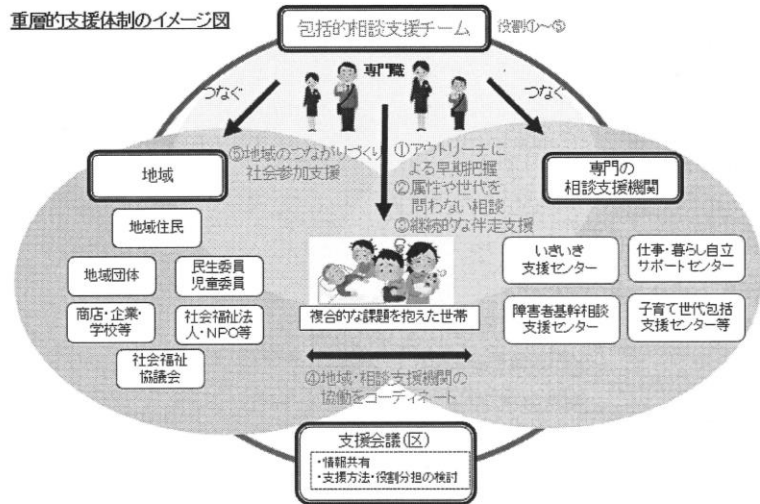 重層的支援体制のイメージ図
包括的相談支援チーム
役割①～⑤
専門職
つなぐ
つなぐ
⑤地域のつながりづくり
社会参加支援
①アウトリーチに
よる早期把握
②属性や世代を
問わない相談
③継続的な伴走支援
地域
地域住民
地域団体
民生委員
児童委員
商店・企業・
学校等
社会福祉法
人・NPO等
社会福祉
協議会
専門の
相談支援機関
いきいき
支援センター
仕事・暮らし自立
サポートセンター
障害者基幹相談
支援センター
子育て世代包括
支援センター等
複合的な課題を抱えた世帯
④地域・相談支援機関の
協働をコーディネート
支援会議(区)
・情報共有
・支援方法・役割分担の検討